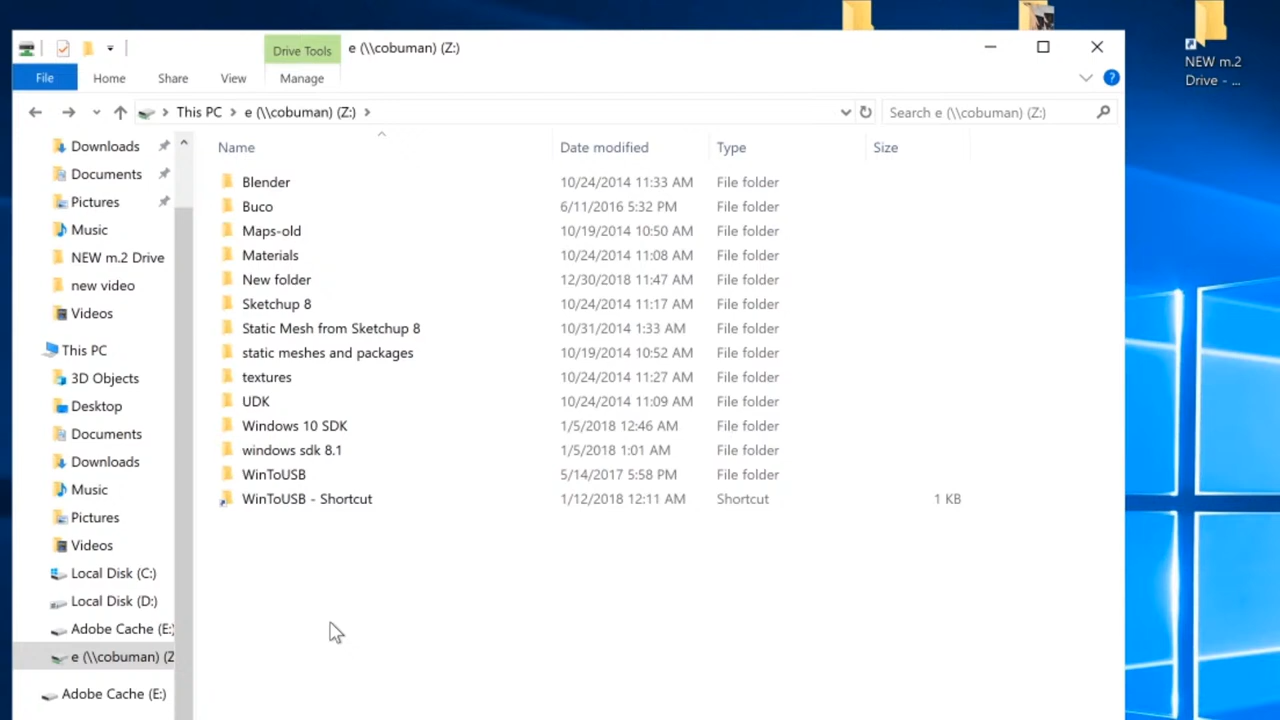 Drive Tools e (\\cobuman) (Z:)
NEW m.2
Drive - ...
File Home Share View Manage
This PC e (\\cobuman) (Z:) Search e (\\cobuman) (Z:)
Name Date modified Type Size
Downloads
Documents
Pictures
Music
NEW m.2 Drive
new video
Videos
This PC
3D Objects
Desktop
Documents
Downloads
Music
Pictures
Videos
Local Disk (C:)
Local Disk (D:)
Adobe Cache (E:)
e (\\cobuman) (Z
Adobe Cache (E:)
Blender 10/24/2014 11:33 AM File folder
Buco 6/11/2016 5:32 PM File folder
Maps-old 10/19/2014 10:50 AM File folder
Materials 10/24/2014 11:08 AM File folder
New folder 12/30/2018 11:47 AM File folder
Sketchup 8 10/24/2014 11:17 AM File folder
Static Mesh from Sketchup 8 10/31/2014 1:33 AM File folder
static meshes and packages 10/19/2014 10:52 AM File folder
textures 10/24/2014 11:27 AM File folder
UDK 10/24/2014 11:09 AM File folder
Windows 10 SDK 1/5/2018 12:46 AM File folder
windows sdk 8.1 1/5/2018 1:01 AM File folder
WinToUSB 5/14/2017 5:58 PM File folder
WinToUSB - Shortcut 1/12/2018 12:11 AM Shortcut 1 KB